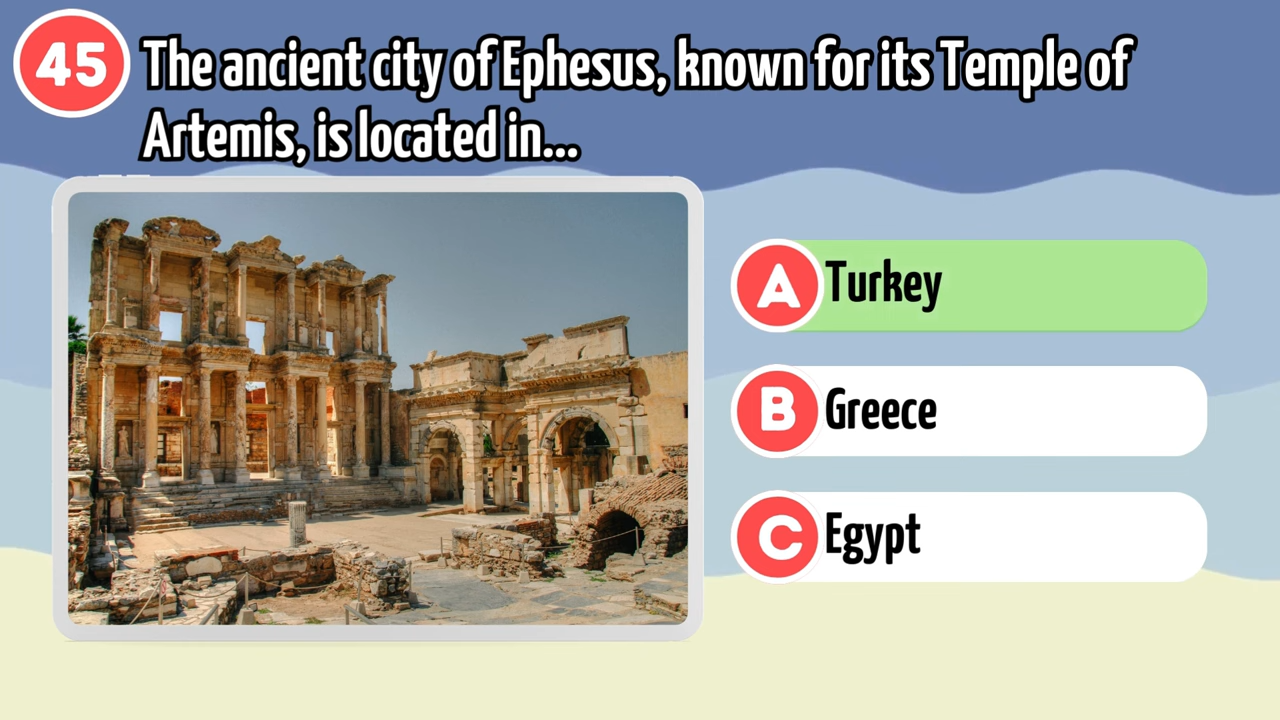 45
The ancient city of Ephesus, known for its Temple of
Artemis, is located in...
A Turkey
B Greece
C Egypt